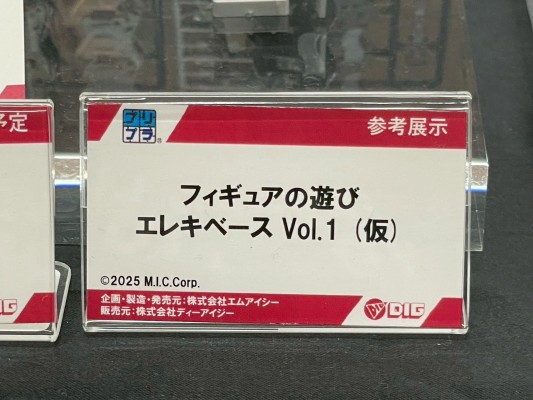 予定
プリ
プラ®
参考展示
フィギュアの遊び
エレキベース Vol.1（仮）
©2025 M.I.C.Corp.
企画・製造・発売元：株式会社エムアイシー
販売元：株式会社ディーアイジー
DIG
IG